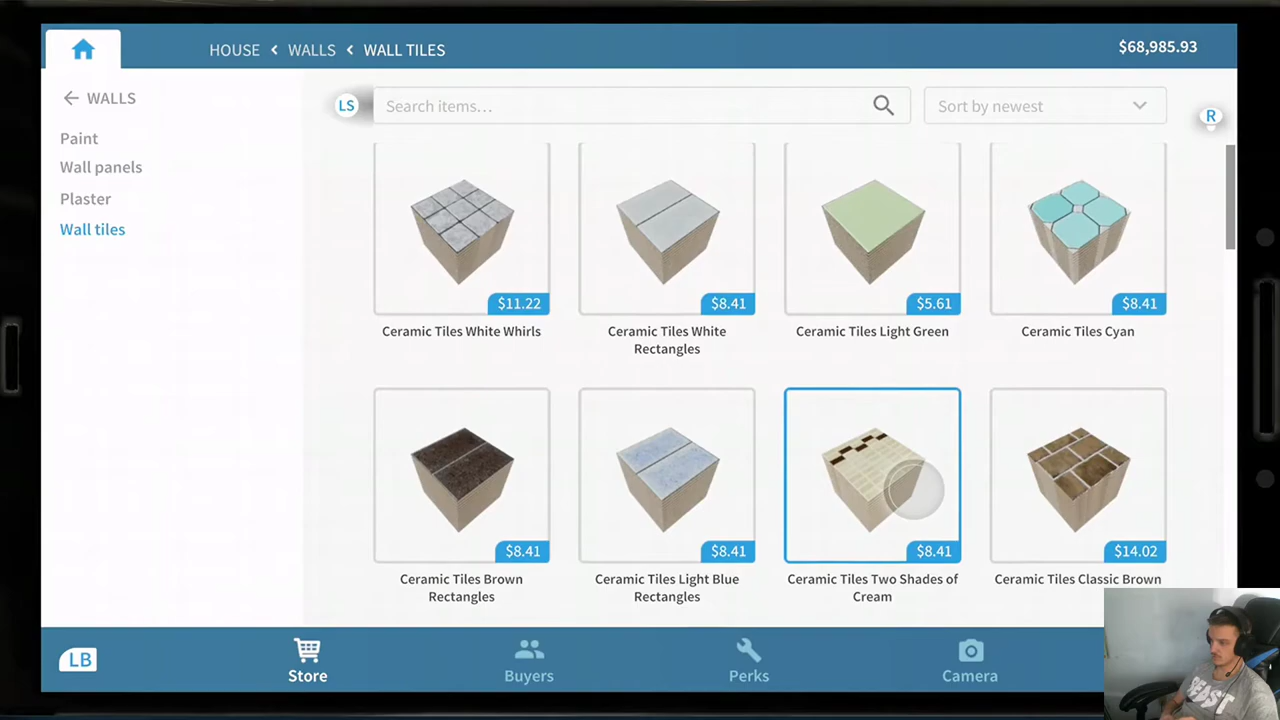 HOUSE < WALLS < WALL TILES
$68,985.93
WALLS
Paint
Wall panels
Plaster
Wall tiles
LS
Search items...
Sort by newest
R
$11.22
$8.41
$5.61
$8.41
Ceramic Tiles White Whirls
Ceramic Tiles White
Rectangles
Ceramic Tiles Light Green
Ceramic Tiles Cyan
$8.41
$8.41
$8.41
$14.02
Ceramic Tiles Brown
Rectangles
Ceramic Tiles Light Blue
Rectangles
Ceramic Tiles Two Shades of
Cream
Ceramic Tiles Classic Brown
LB
Store
Buyers
Perks
Camera
BEAST